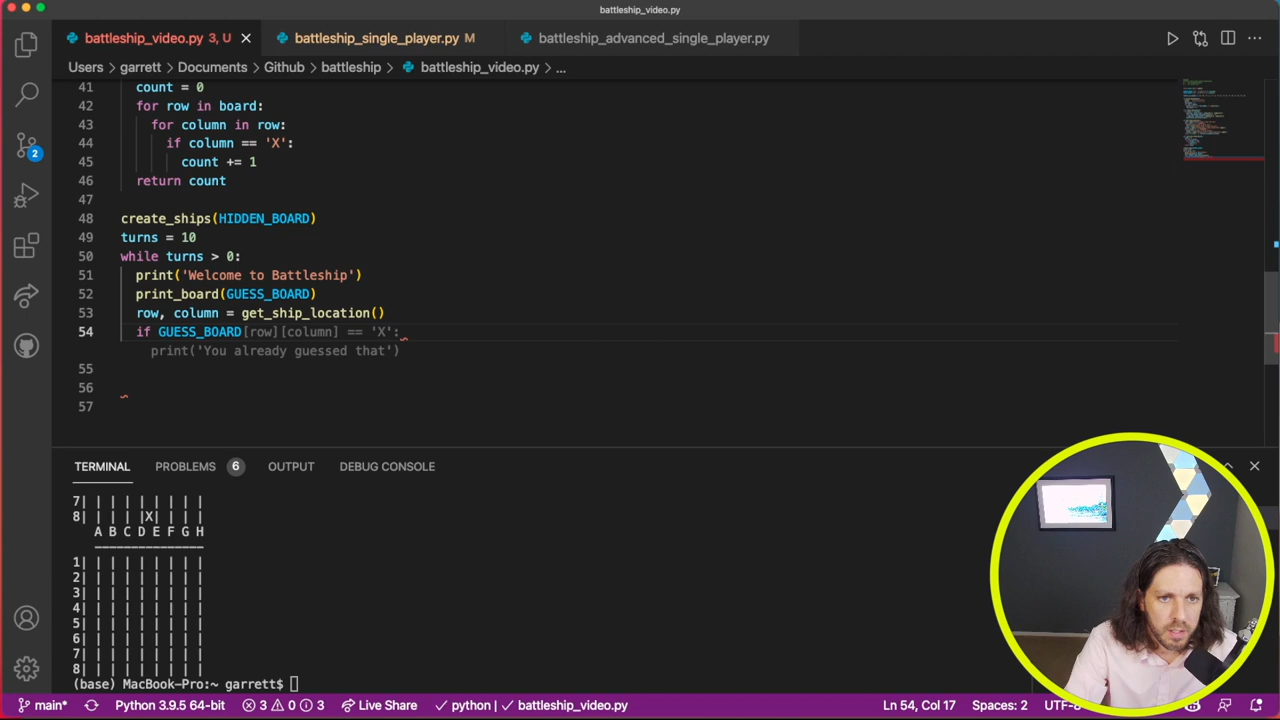 battleship_video.py
battleship_video.py 3, U
battleship_single_player.py M
battleship_advanced_single_player.py
Users > garrett > Documents > Github > battleship > battleship_video.py > ...
41 count = 0
42 for row in board:
43 for column in row:
44 if column == 'X':
45 count += 1
46 return count
47
48 create_ships(HIDDEN_BOARD)
49 turns = 10
50 while turns > 0:
51 print('Welcome to Battleship')
52 print_board(GUESS_BOARD)
53 row, column = get_ship_location()
54 if GUESS_BOARD[row][column] == 'X':
print('You already guessed that')
55
56
57
2
TERMINAL PROBLEMS 6 OUTPUT DEBUG CONSOLE
7| | | | | | | | |
8| | | | |X| | | |
A B C D E F G H
---------------
1| | | | | | | | |
2| | | | | | | | |
3| | | | | | | | |
4| | | | | | | | |
5| | | | | | | | |
6| | | | | | | | |
7| | | | | | | | |
8| | | | | | | | |
(base) MacBook-Pro:~ garrett$
main* Python 3.9.5 64-bit 3 0 3 Live Share python | battleship_video.py Ln 54, Col 17 Spaces: 2